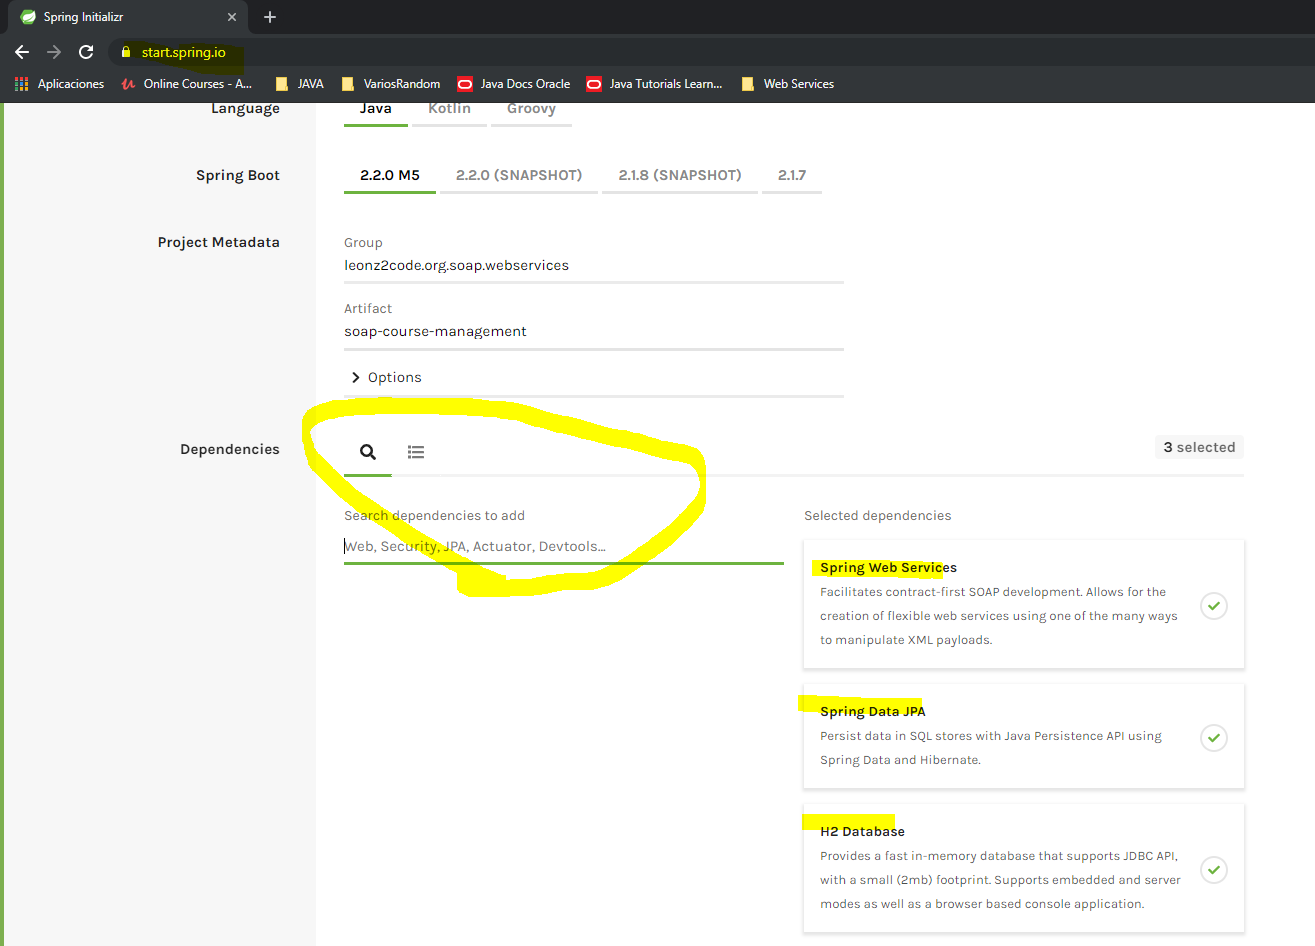 Spring Initializr
start.spring.io
Aplicaciones
Online Courses - A...
JAVA
VariosRandom
Java Docs Oracle
Java Tutorials Learn...
Web Services
Language
Java Kotlin Groovy
Spring Boot
2.2.0 M5 2.2.0 (SNAPSHOT) 2.1.8 (SNAPSHOT) 2.1.7
Project Metadata
Group
leonz2code.org.soap.webservices
Artifact
soap-course-management
Options
Dependencies
3 selected
Search dependencies to add
Web, Security, JPA, Actuator, Devtools...
Selected dependencies
Spring Web Services
Facilitates contract-first SOAP development. Allows for the
creation of flexible web services using one of the many ways
to manipulate XML payloads.
Spring Data JPA
Persist data in SQL stores with Java Persistence API using
Spring Data and Hibernate.
H2 Database
Provides a fast in-memory database that supports JDBC API,
with a small (2mb) footprint. Supports embedded and server
modes as well as a browser based console application.